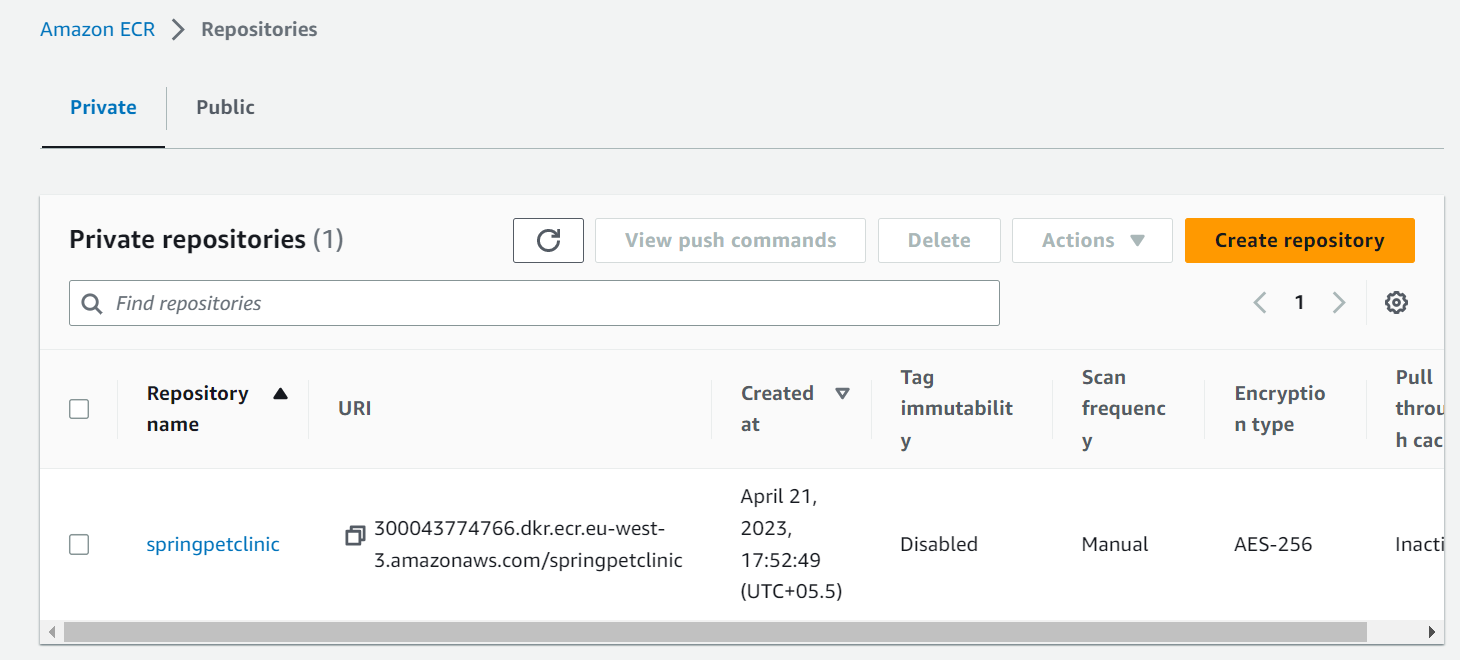 Amazon ECR Repositories
Private Public
Private repositories (1) View push commands Delete Actions Create repository
Find repositories 1
Repository name URI Created at Tag immutability Scan frequency Encryption type Pull throu h cac
springpetclinic 300043774766.dkr.ecr.eu-west-3.amazonaws.com/springpetclinic April 21, 2023, 17:52:49 (UTC+05.5) Disabled Manual AES-256 Inacti